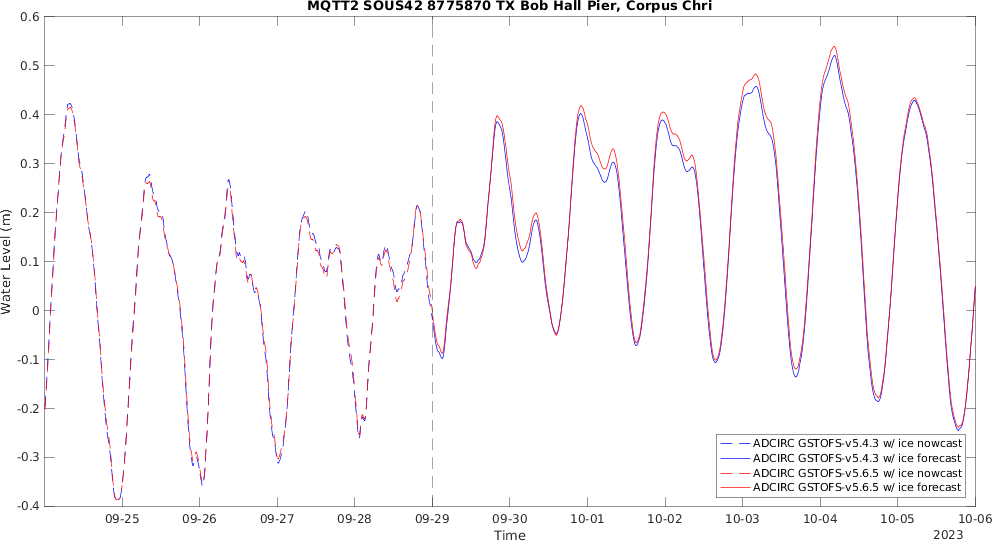 MQTT2 SOUS42 8775870 TX Bob Hall Pier, Corpus Chri
0.6
0.5
0.4
0.3
0.2
0.1
0
-0.1
-0.2
-0.3
-0.4
Water Level (m)
ADCIRC GSTOFS-v5.4.3 w/ ice nowcast
ADCIRC GSTOFS-v5.4.3 w/ ice forecast
ADCIRC GSTOFS-v5.6.5 w/ ice nowcast
ADCIRC GSTOFS-v5.6.5 w/ ice forecast
09-25 09-26 09-27 09-28 09-29 09-30 10-01 10-02 10-03 10-04 10-05 10-06
Time
2023